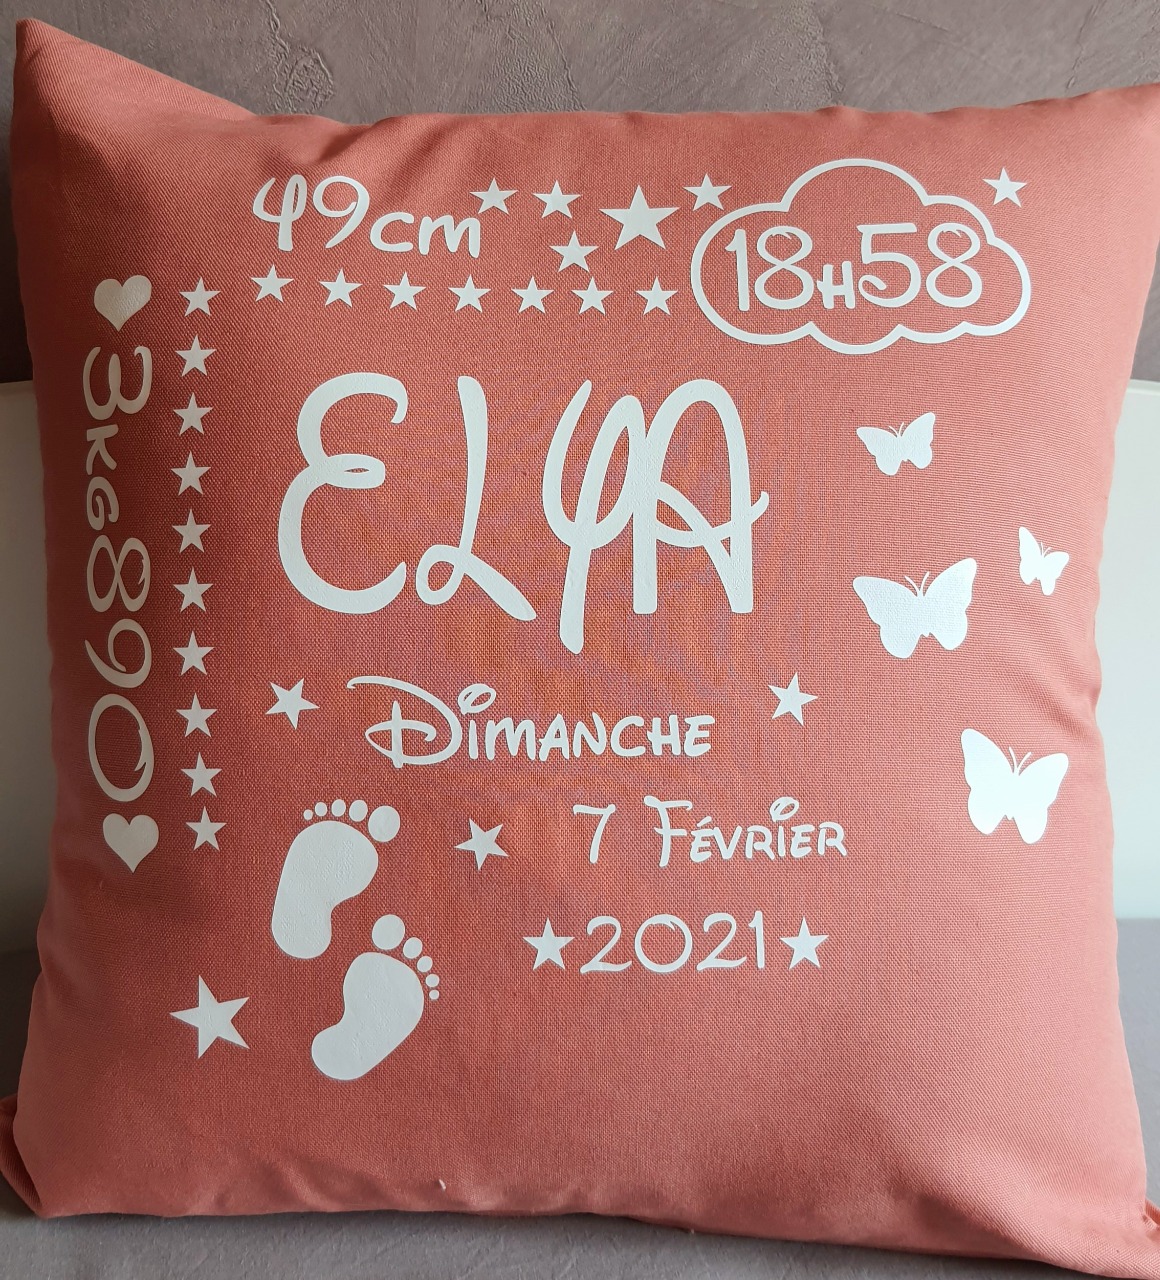 49cm
18H58
3KG890
ELYA
DIMANCHE
7 FÉVRIER
2021